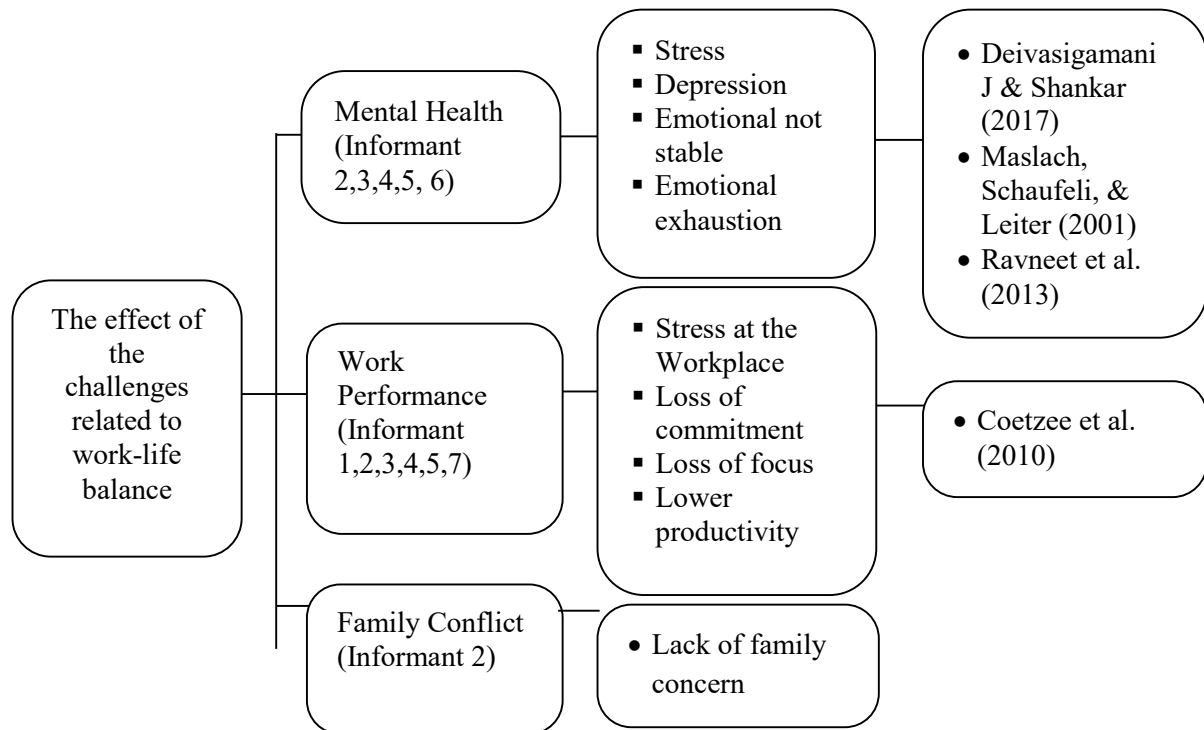 The effect of
the
challenges
related to
work-life
balance
Mental Health
(Informant
2,3,4,5, 6)
▪ Stress
▪ Depression
▪ Emotional not
stable
▪ Emotional
exhaustion
• Deivasigamani
J & Shankar
(2017)
• Maslach,
Schaufeli, &
Leiter (2001)
• Ravneet et al.
(2013)
Work
Performance
(Informant
1,2,3,4,5,7)
▪ Stress at the
Workplace
▪ Loss of
commitment
▪ Loss of focus
▪ Lower
productivity
• Coetzee et al.
(2010)
Family Conflict
(Informant 2)
• Lack of family
concern